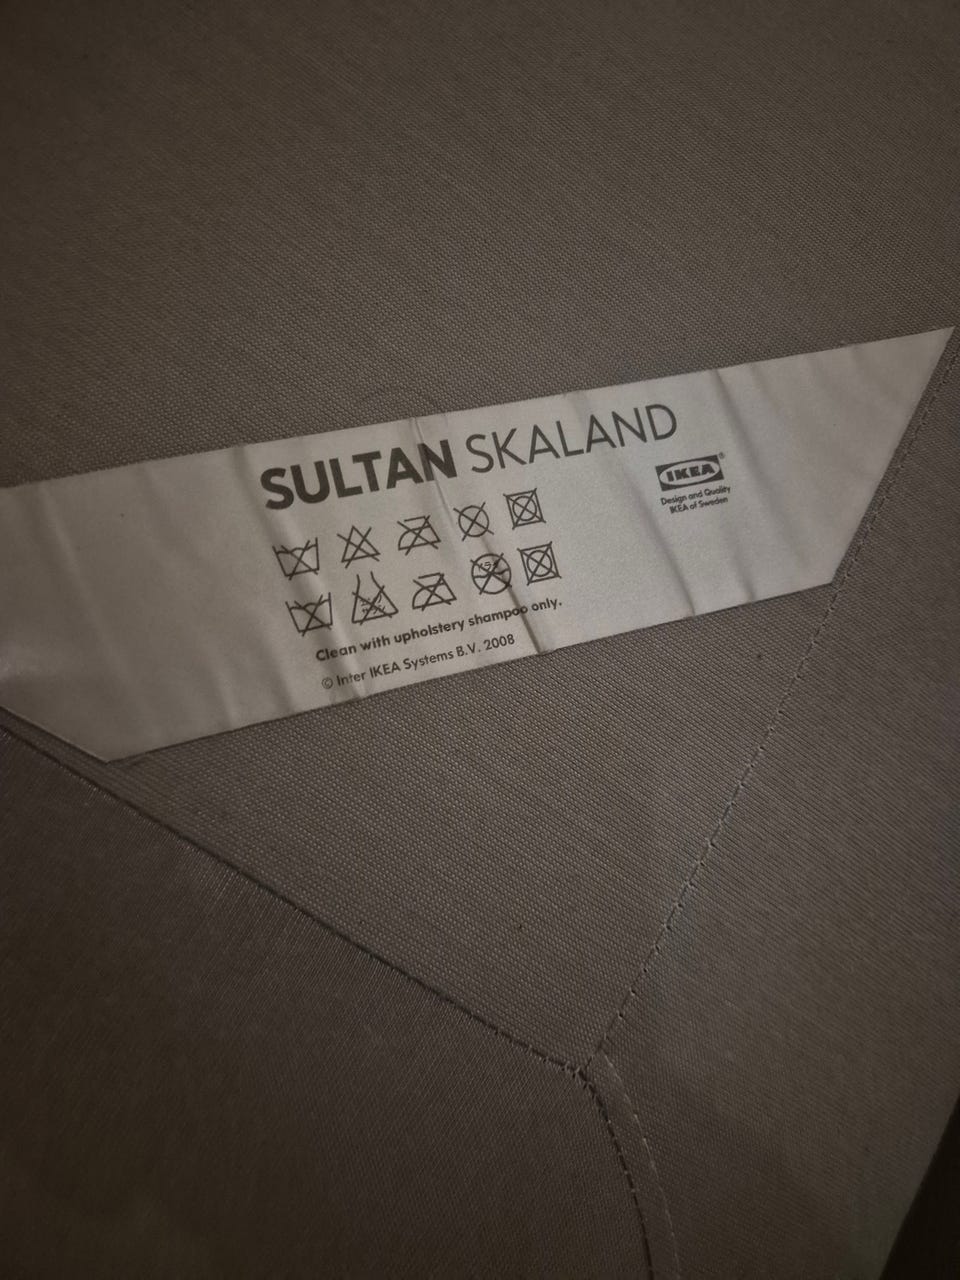 SULTAN SKALAND
IKEA®
Design and Quality
IKEA of Sweden
Clean with upholstery shampoo only.
© Inter IKEA Systems B.V. 2008